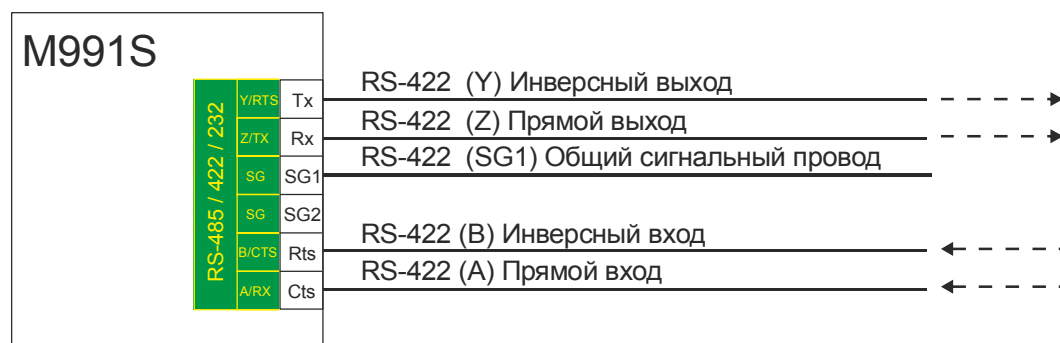 M991S
RS-485 / 422 / 232
Y/RTS Tx RS-422 (Y) Инверсный выход
Z/TX Rx RS-422 (Z) Прямой выход
SG SG1 RS-422 (SG1) Общий сигнальный провод
SG SG2
B/CTS Rts RS-422 (B) Инверсный вход
A/RX Cts RS-422 (A) Прямой вход